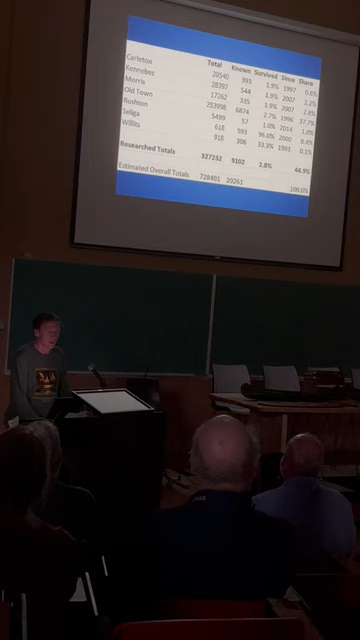 Total Known Survived Since Share
Carleton 20540 393 1.9% 1997 0.6%
Kennebec 28397 544 1.9% 2007 2.2%
Morris 17262 335 1.9% 2007 2.8%
Old Town 253998 6874 2.7% 1996 37.7%
Rushton 5499 57 1.0% 2014 1.0%
Seliga 618 593 96.0% 2000 0.4%
Willits 918 306 33.3% 1993 0.1%
Researched Totals 327232 9102 2.8% 44.9%
Estimated Overall Totals 728401 20261 100.0%